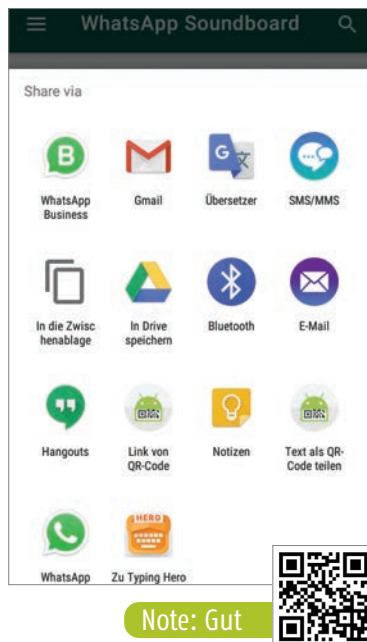 WhatsApp Soundboard
Share via
WhatsApp
Business
Gmail
Übersetzer
SMS/MMS
In die Zwisc
henablage
In Drive
speichern
Bluetooth
E-Mail
Hangouts
Link von
QR-Code
Notizen
Text als QR-
Code teilen
WhatsApp
HERO
Zu Typing Hero
Note: Gut